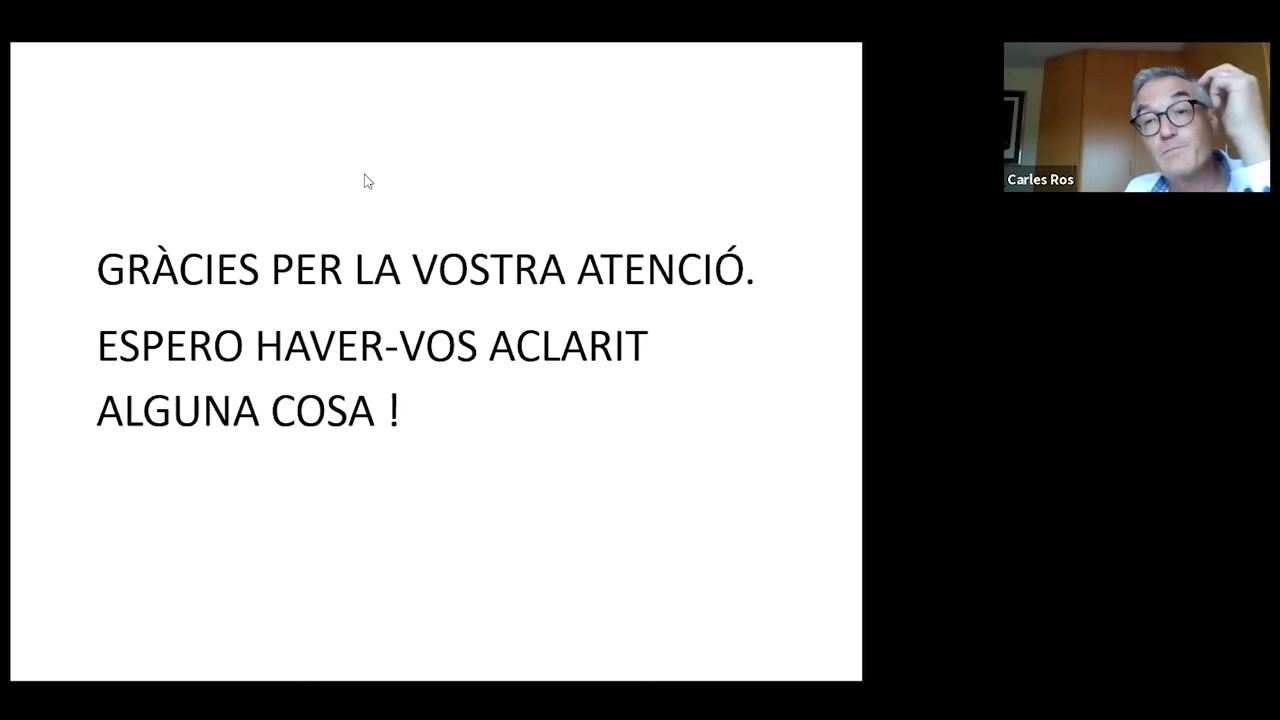 GRÀCIES PER LA VOSTRA ATENCIÓ.
ESPERO HAVER-VOS ACLARIT
ALGUNA COSA !
Carles Ros